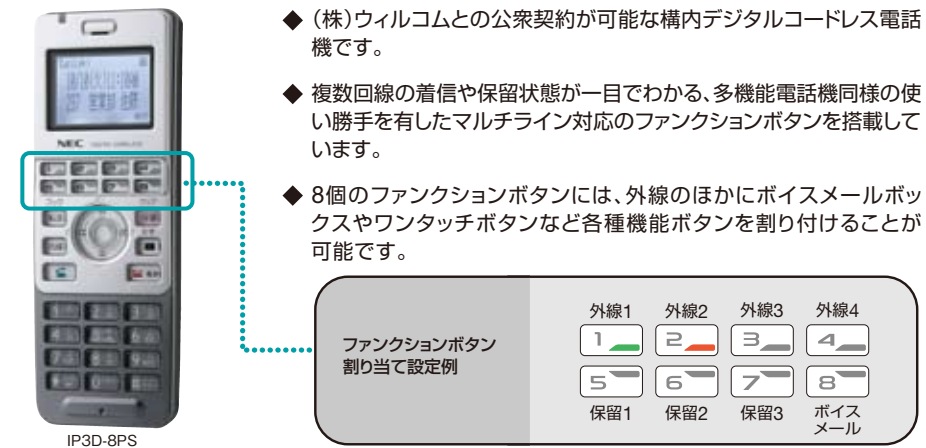 ◆ (株)ウィルコムとの公衆契約が可能な構内デジタルコードレス電話
機です。
◆ 複数回線の着信や保留状態が一目でわかる、多機能電話機同様の使
い勝手を有したマルチライン対応のファンクションボタンを搭載して
います。
◆ 8個のファンクションボタンには、外線のほかにボイスメールボッ
クスやワンタッチボタンなど各種機能ボタンを割り付けることが
可能です。
NEC
ファンクションボタン
割り当て設定例
外線1 外線2 外線3 外線4
1 2 3 4
5 6 7 8
保留1 保留2 保留3 ボイス
メール
IP3D-8PS